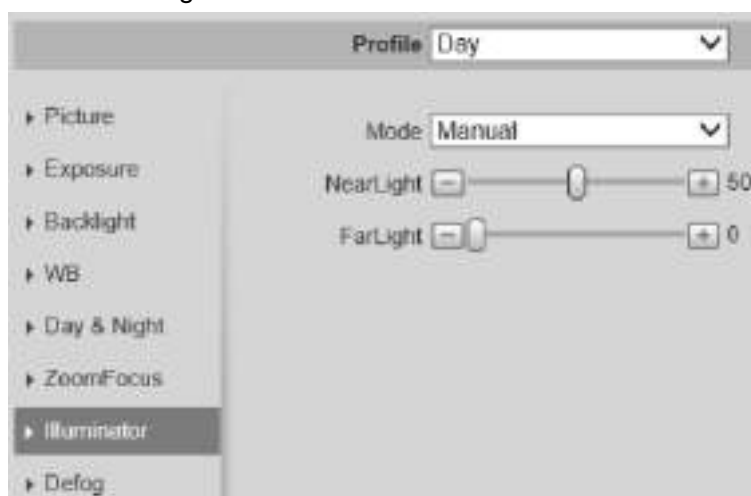 Profile Day
Picture
Mode Manual
Exposure
NearLight 50
Backlight
FarLight 0
WB
Day & Night
ZoomFocus
Illuminator
Defog